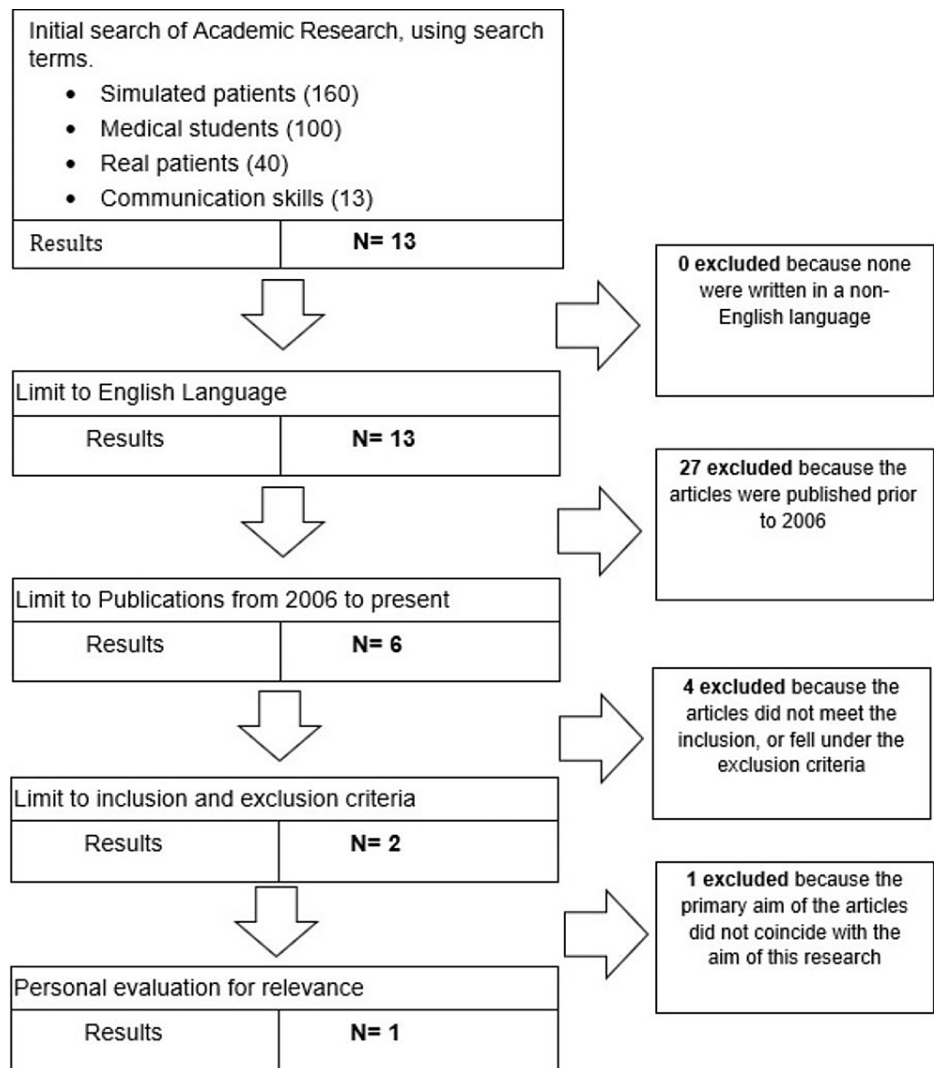 Initial search of Academic Research, using search
terms.
• Simulated patients (160)
• Medical students (100)
• Real patients (40)
• Communication skills (13)
Results N= 13
0 excluded because none
were written in a non-
English language
Limit to English Language
Results N= 13
27 excluded because the
articles were published prior
to 2006
Limit to Publications from 2006 to present
Results N= 6
4 excluded because the
articles did not meet the
inclusion, or fell under the
exclusion criteria
Limit to inclusion and exclusion criteria
Results N= 2
1 excluded because the
primary aim of the articles
did not coincide with the
aim of this research
Personal evaluation for relevance
Results N= 1